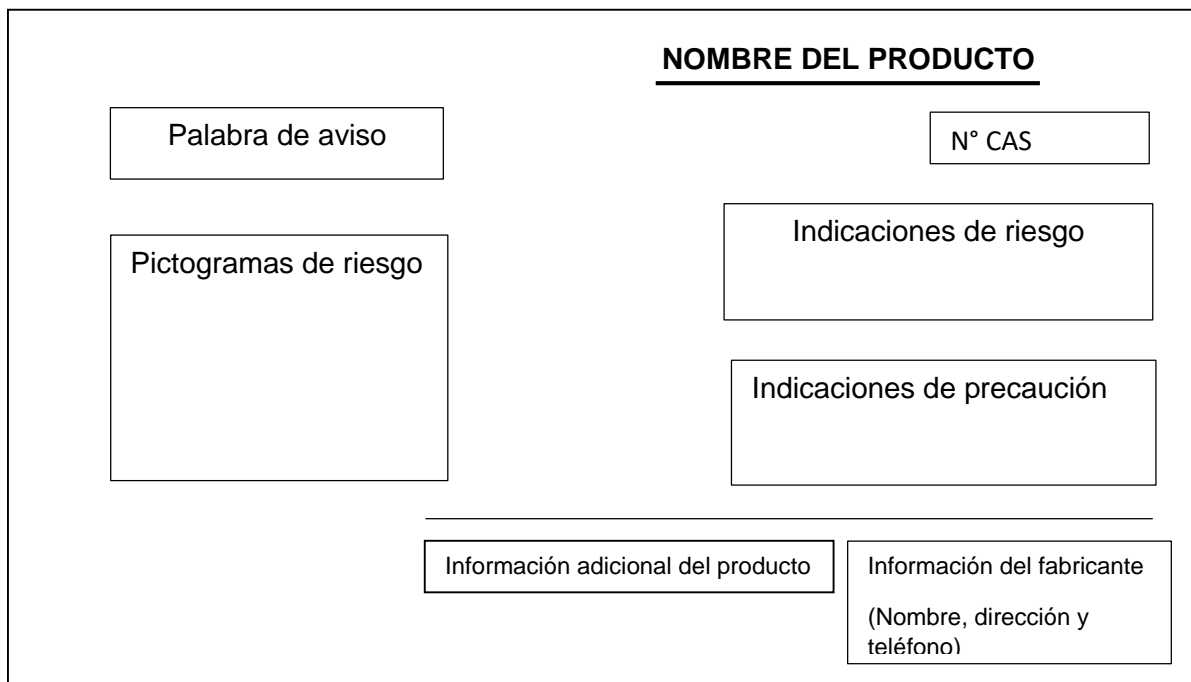 NOMBRE DEL PRODUCTO
Palabra de aviso
N° CAS
Pictogramas de riesgo
Indicaciones de riesgo
Indicaciones de precaución
Información adicional del producto
Información del fabricante
(Nombre, dirección y
teléfono)